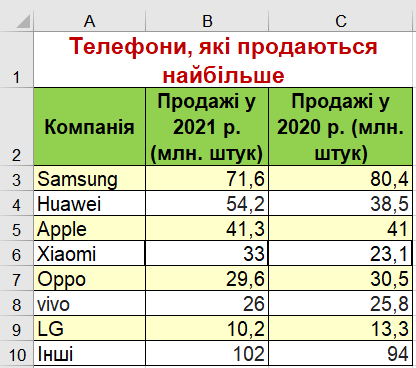 A B C
1 Телефони, які продаються
найбільше
2 Компанія Продажі у 2021 р. (млн. штук) Продажі у 2020 р. (млн. штук)
3 Samsung 71,6 80,4
4 Huawei 54,2 38,5
5 Apple 41,3 41
6 Xiaomi 33 23,1
7 Oppo 29,6 30,5
8 vivo 26 25,8
9 LG 10,2 13,3
10 Інші 102 94